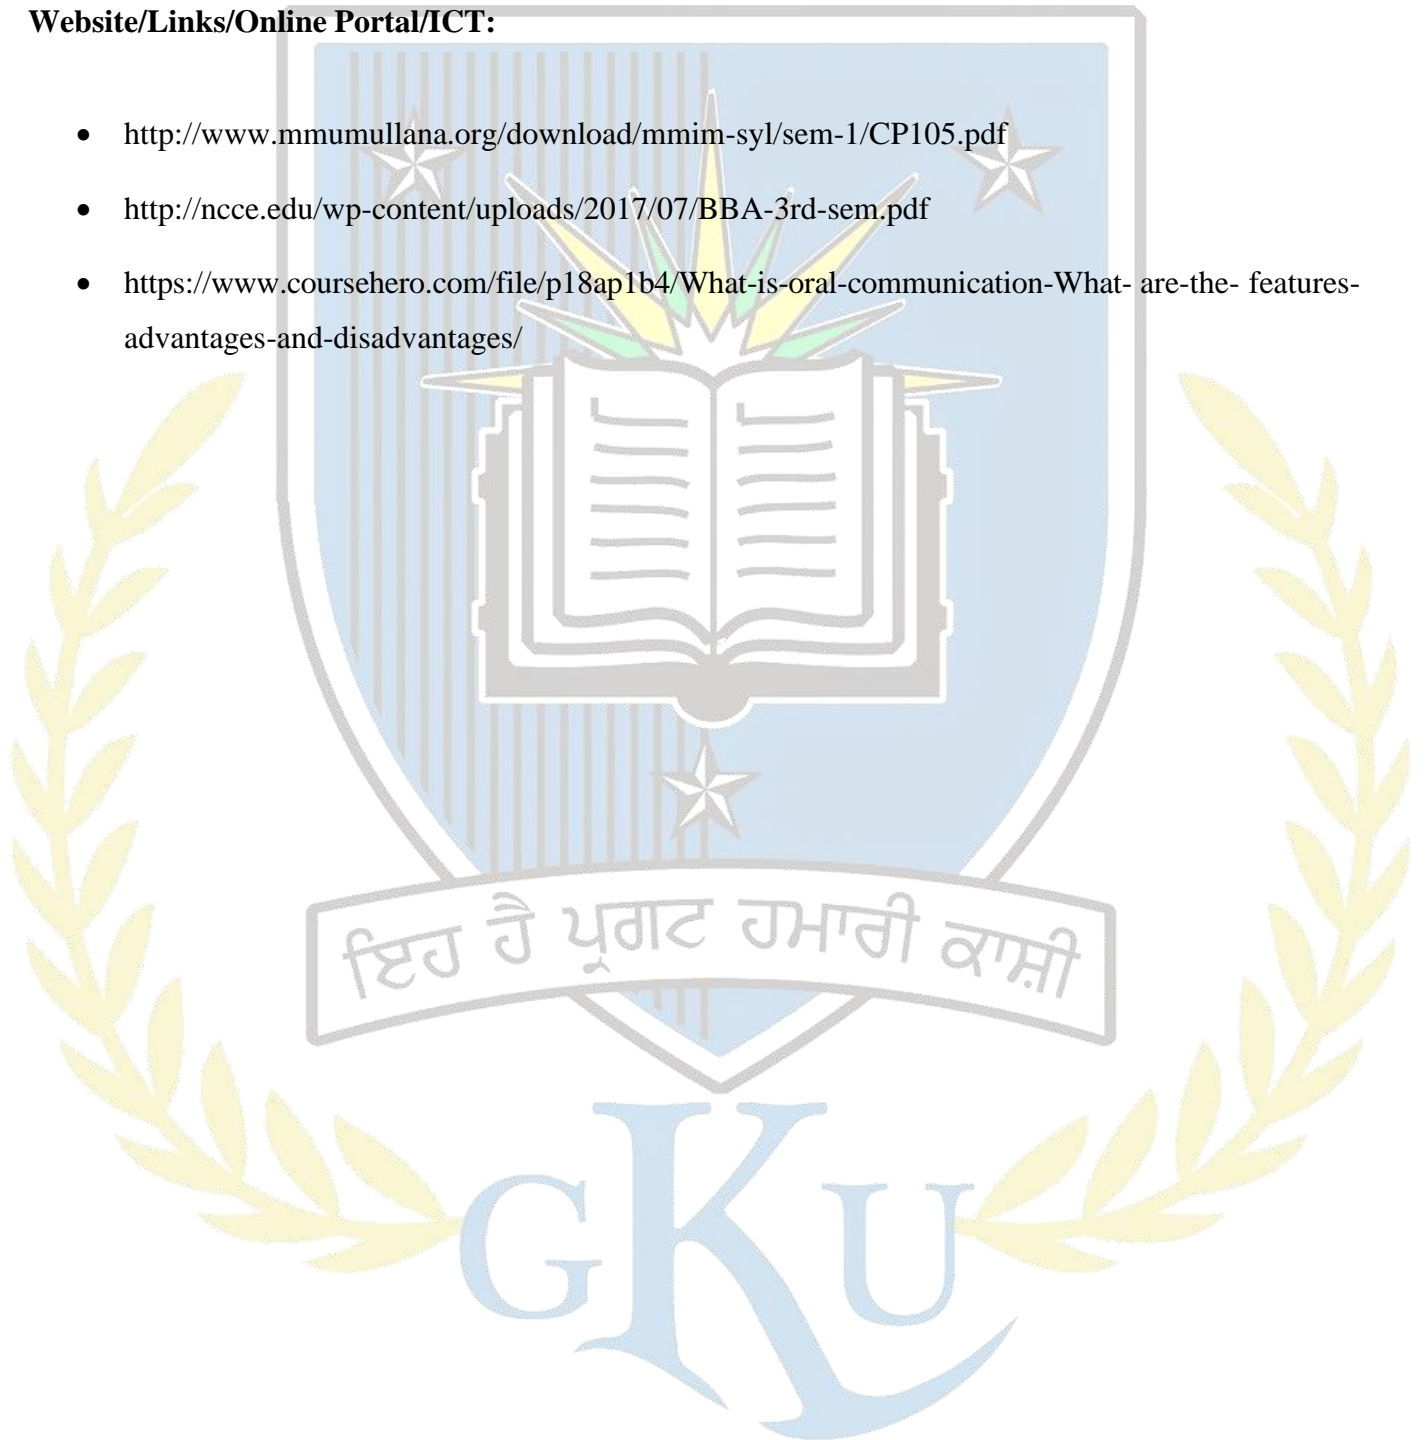 Website/Links/Online Portal/ICT:
• http://www.mmumullana.org/download/mmim-syl/sem-1/CP105.pdf
• http://ncce.edu/wp-content/uploads/2017/07/BBA-3rd-sem.pdf
• https://www.coursehero.com/file/p18ap1b4/What-is-oral-communication-What- are-the- features-
advantages-and-disadvantages/
ਇਹ ਹੈ ਪ੍ਰਗਟ ਹਮਾਰੀ ਕਾਸ਼ੀ
GKU